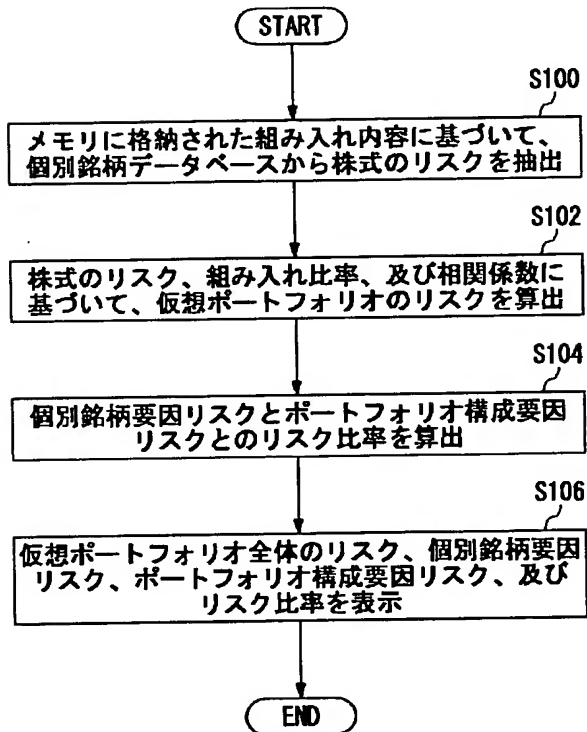 START
S100
メモリに格納された組み入れ内容に基づいて、
個別銘柄データベースから株式のリスクを抽出
S102
株式のリスク、組み入れ比率、及び相関係数に
基づいて、仮想ポートフォリオのリスクを算出
S104
個別銘柄要因リスクとポートフォリオ構成要因
リスクとのリスク比率を算出
S106
仮想ポートフォリオ全体のリスク、個別銘柄要因
リスク、ポートフォリオ構成要因リスク、及び
リスク比率を表示
END